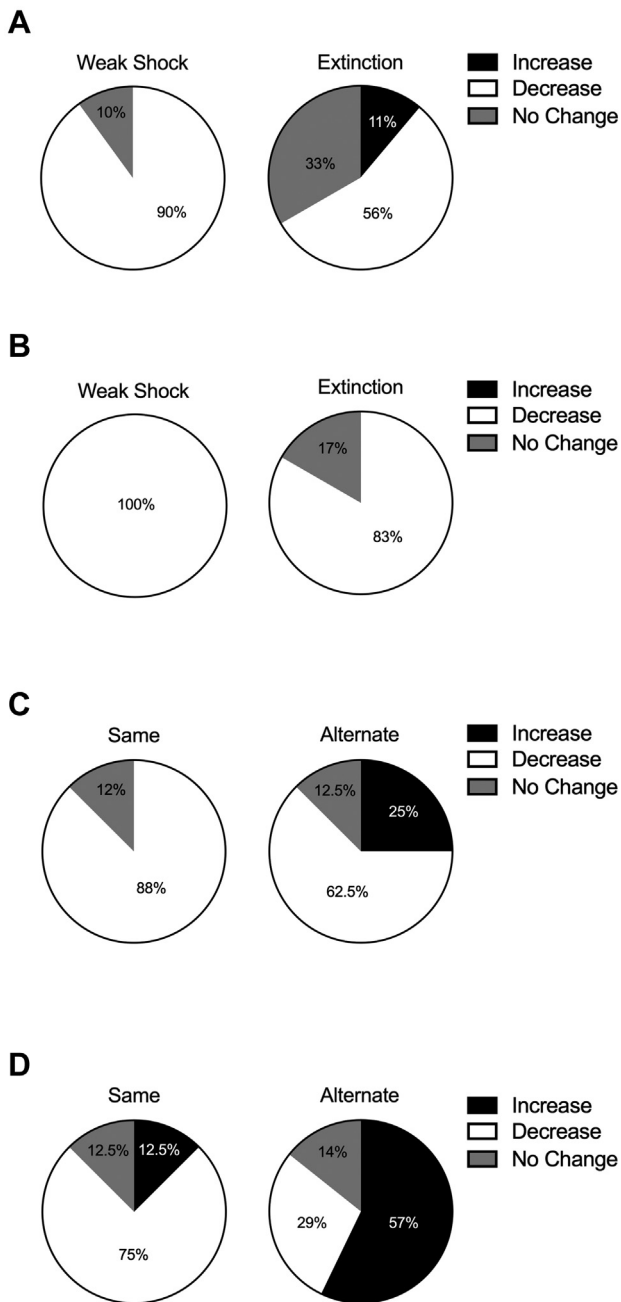 A
Weak Shock
Extinction
Increase
Decrease
No Change
10%
90%
11%
33%
56%
B
Weak Shock
Extinction
Increase
Decrease
No Change
100%
17%
83%
C
Same
Alternate
Increase
Decrease
No Change
12%
88%
12.5%
25%
62.5%
D
Same
Alternate
Increase
Decrease
No Change
12.5%
12.5%
75%
14%
29%
57%